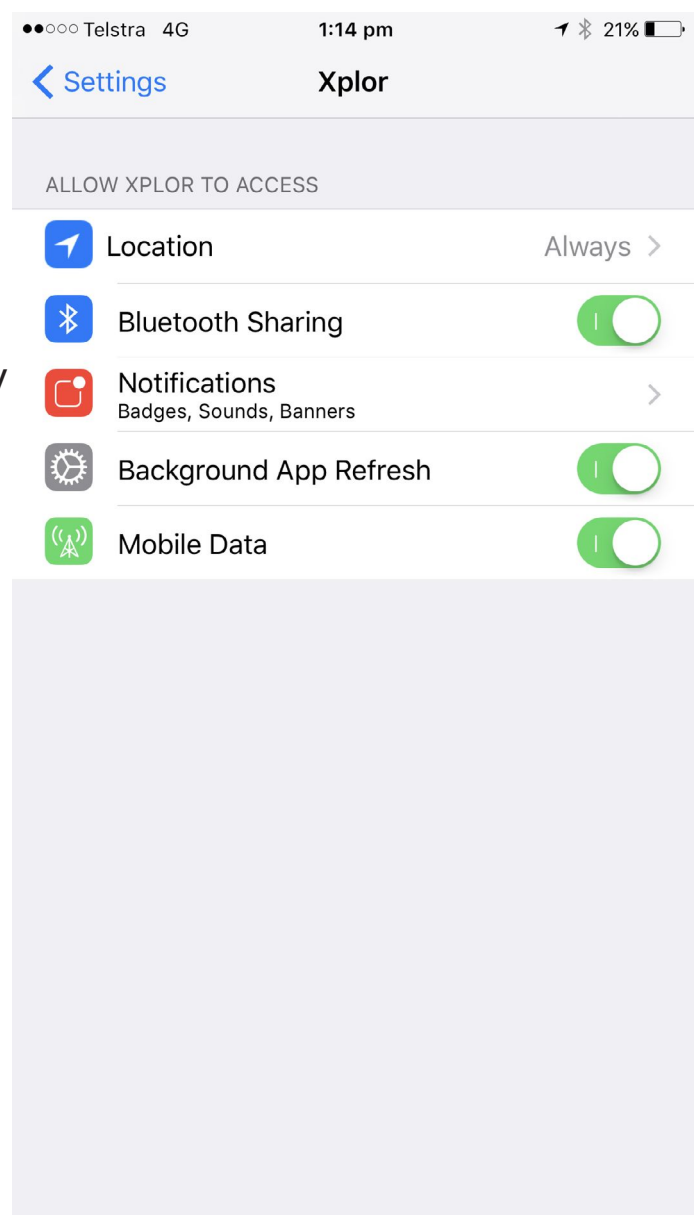 Telstra 4G 1:14 pm 21%
Settings Xplor
ALLOW XPLOR TO ACCESS
Location Always
Bluetooth Sharing
Notifications
Badges, Sounds, Banners
Background App Refresh
Mobile Data